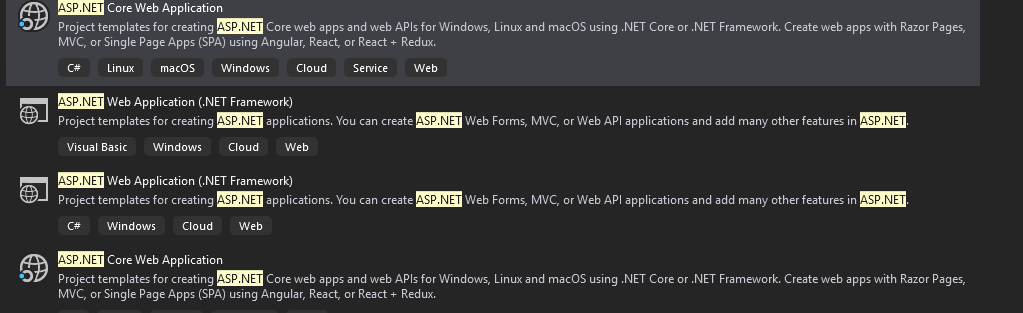 ASP.NET Core Web Application
Project templates for creating ASP.NET Core web apps and web APIs for Windows, Linux and macOS using .NET Core or .NET Framework. Create web apps with Razor Pages,
MVC, or Single Page Apps (SPA) using Angular, React, or React + Redux.
C# Linux macOS Windows Cloud Service Web
ASP.NET Web Application (.NET Framework)
Project templates for creating ASP.NET applications. You can create ASP.NET Web Forms, MVC, or Web API applications and add many other features in ASP.NET.
Visual Basic Windows Cloud Web
ASP.NET Web Application (.NET Framework)
Project templates for creating ASP.NET applications. You can create ASP.NET Web Forms, MVC, or Web API applications and add many other features in ASP.NET.
C# Windows Cloud Web
ASP.NET Core Web Application
Project templates for creating ASP.NET Core web apps and web APIs for Windows, Linux and macOS using .NET Core or .NET Framework. Create web apps with Razor Pages,
MVC, or Single Page Apps (SPA) using Angular, React, or React + Redux.